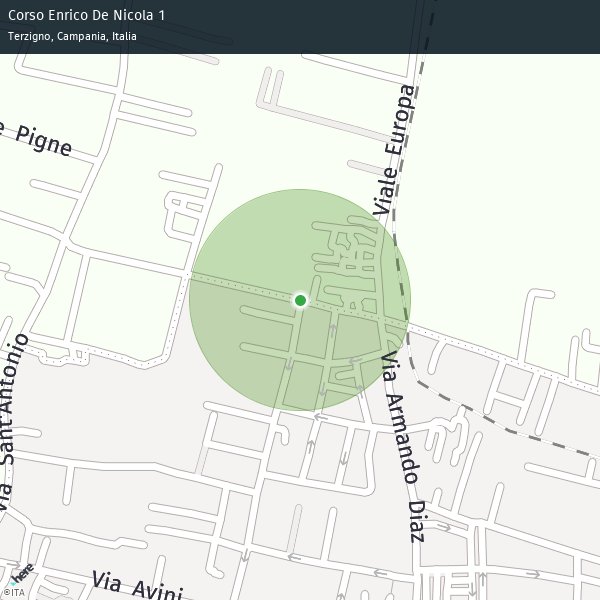 Corso Enrico De Nicola 1
Terzigno, Campania, Italia
Pigne
Viale Europa
Via Sant'Antonio
Via Armando Diaz
Via Avini
here
©ITA